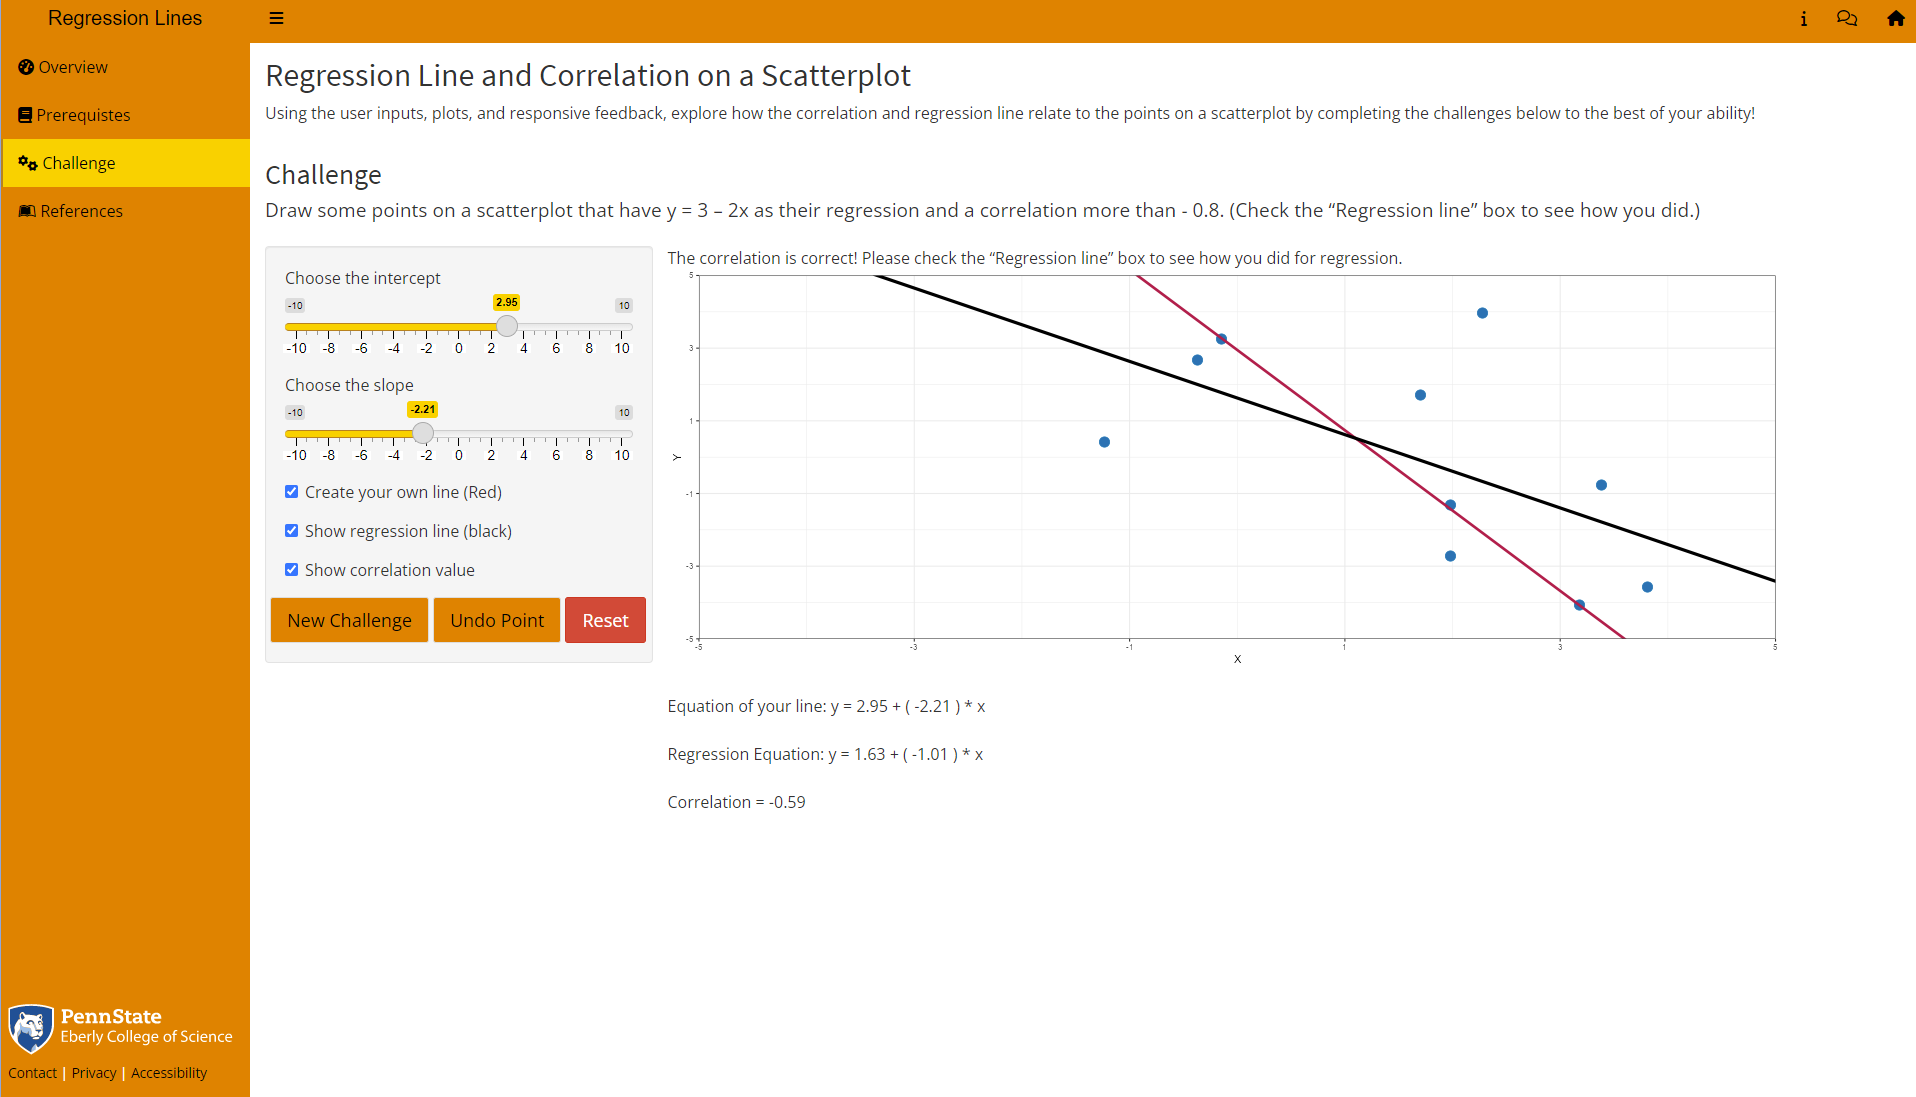 Regression Lines
Overview
Prerequistes
Challenge
References
Regression Line and Correlation on a Scatterplot
Using the user inputs, plots, and responsive feedback, explore how the correlation and regression line relate to the points on a scatterplot by completing the challenges below to the best of your ability!
Challenge
Draw some points on a scatterplot that have y = 3 – 2x as their regression and a correlation more than - 0.8. (Check the “Regression line” box to see how you did.)
Choose the intercept
-10 2.95 10
-10 -8 -6 -4 -2 0 2 4 6 8 10
Choose the slope
-10 -2.21 10
-10 -8 -6 -4 -2 0 2 4 6 8 10
Create your own line (Red)
Show regression line (black)
Show correlation value
New Challenge Undo Point Reset
The correlation is correct! Please check the “Regression line” box to see how you did for regression.
5
3
1
-1
-3
-5
Y
-5 -3 -1 1 3 5
X
Equation of your line: y = 2.95 + ( -2.21 ) * x
Regression Equation: y = 1.63 + ( -1.01 ) * x
Correlation = -0.59
PennState
Eberly College of Science
Contact | Privacy | Accessibility